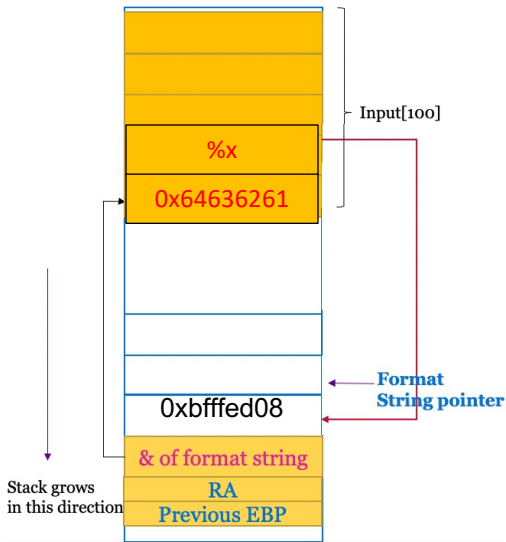 Input[100]
%x
0x64636261
Format
String pointer
0xbfffed08
& of format string
Stack grows
in this direction
RA
Previous EBP